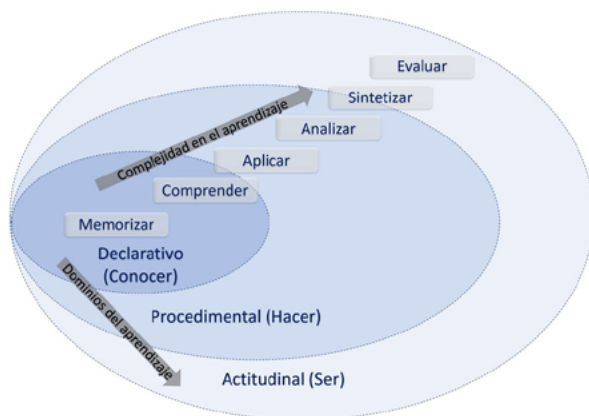 Evaluar
Sintetizar
Analizar
Aplicar
Comprender
Memorizar
Complejidad en el aprendizaje
Declarativo
(Conocer)
Dominios del aprendizaje
Procedimental (Hacer)
Actitudinal (Ser)